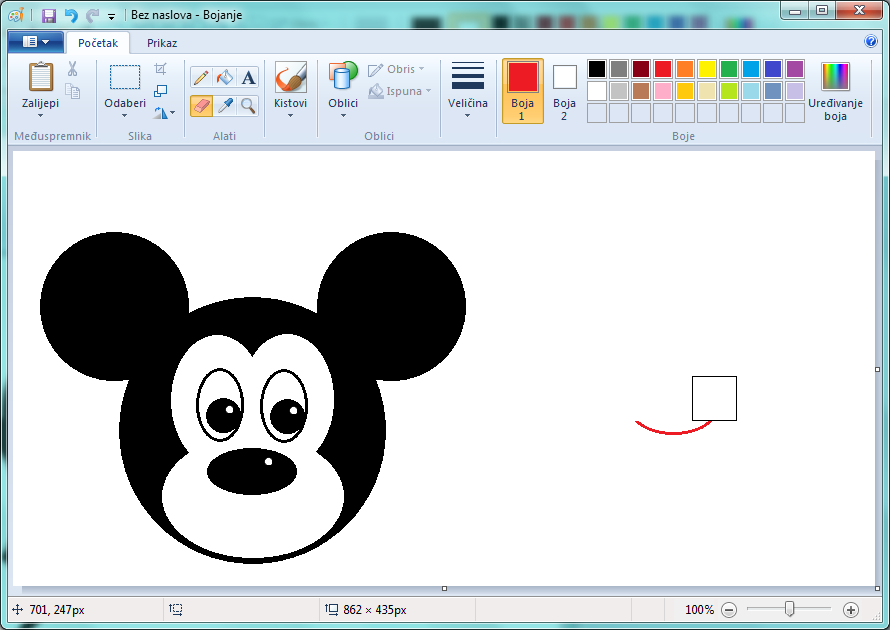 Bez naslova - Bojanje
Početak Prikaz
Zalijepi
Odaberi
A
Kistovi
Oblici
Obris
Ispuna
Veličina
Boja 1
Boja 2
Uređivanje boja
Međuspremnik Slika Alati Oblici Boje
701, 247px 862 × 435px 100%